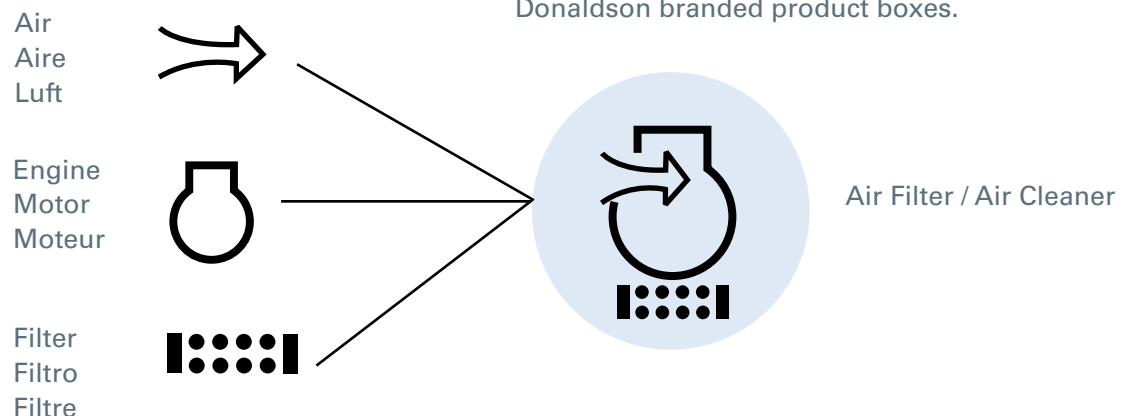 Donaldson branded product boxes.
Air
Aire
Luft
Engine
Motor
Moteur
Filter
Filtro
Filtre
Air Filter / Air Cleaner